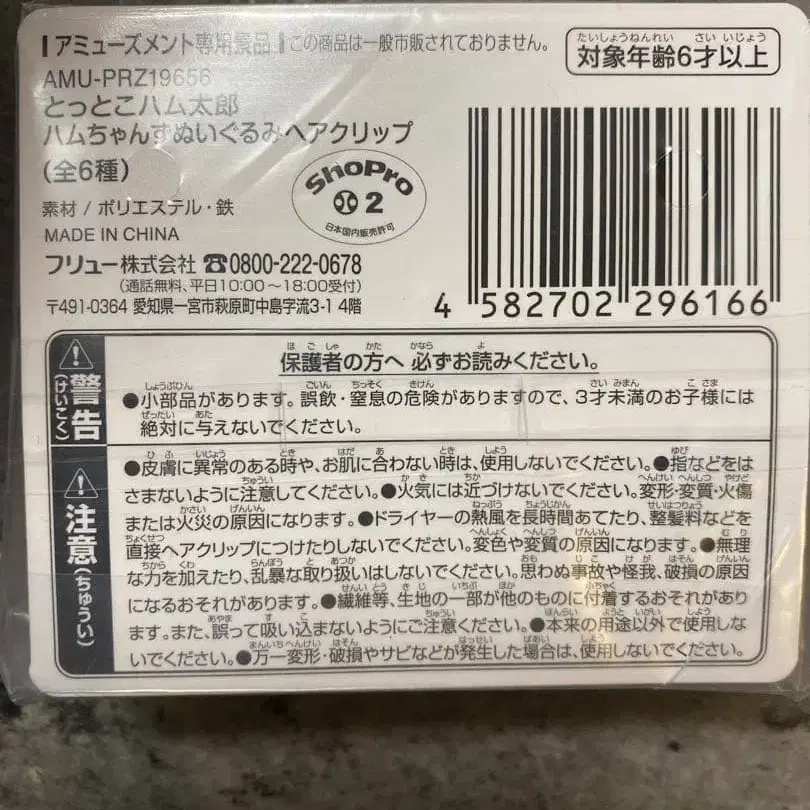 アミューズメント専用景品 この商品は一般市販されておりません。
対象年齢6才以上
AMU-PRZ19656
とっとこハム太郎
ハムちゃんずぬいぐるみヘアクリップ
(全6種)
ShoPro
2
日本国内販売許可
素材 / ポリエステル・鉄
MADE IN CHINA
フリュー株式会社 ☎0800-222-0678
(通話無料、平日10:00~18:00受付)
〒491-0364 愛知県一宮市萩原町中島字流3-1 4階
4 582702 296166
保護者の方へ 必ずお読みください。
警告(けいこく)
●小部品があります。誤飲・窒息の危険がありますので、3才未満のお子様には
絶対に与えないでください。
注意(ちゅうい)
●皮膚に異常のある時や、お肌に合わない時は、使用しないでください。●指などをは
さまないように注意してください。●火気には近づけないでください。変形・変質・火傷
または火災の原因になります。●ドライヤーの熱風を長時間あてたり、整髪料などを
直接ヘアクリップにつけたりしないでください。変色や変質の原因になります。●無理
な力を加えたり、乱暴な取り扱いはしないでください。思わぬ事故や怪我、破損の原因
になるおそれがあります。●繊維等、生地の一部が他のものに付着するおそれがあり
ます。また、誤って吸い込まないようにご注意ください。●本来の用途以外で使用しな
いでください。●万一変形・破損やサビなどが発生した場合は、使用しないでください。